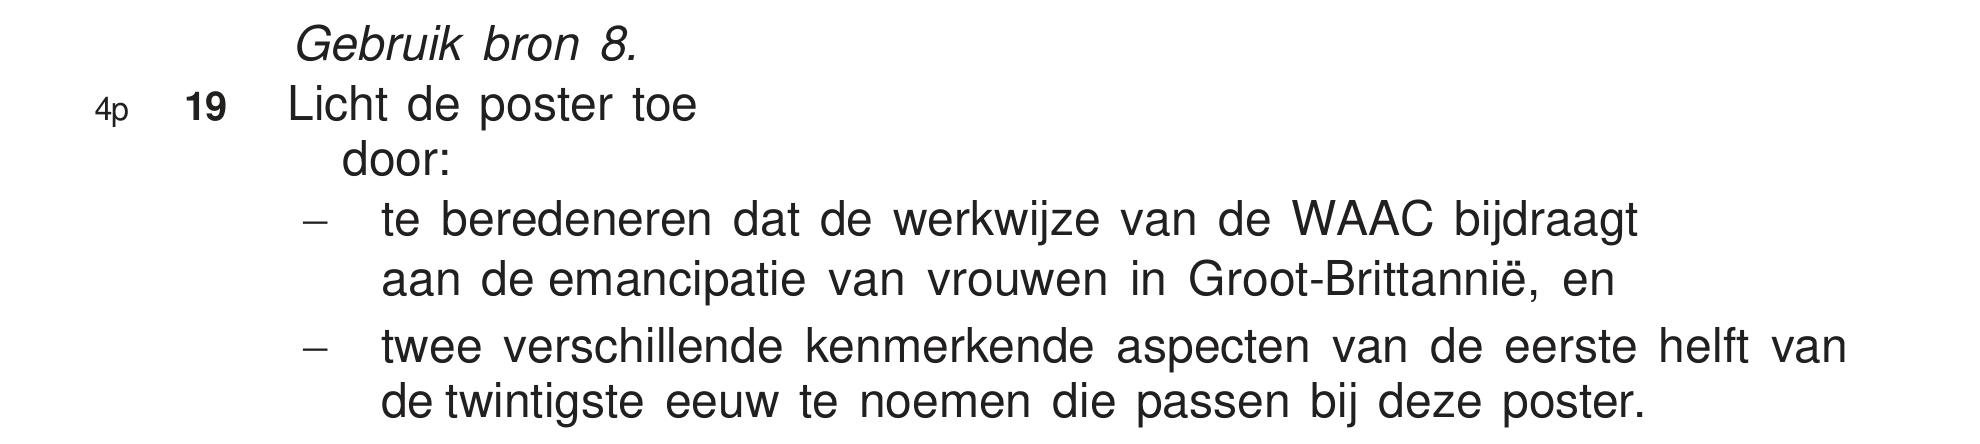 Gebruik bron 8.
4p 19 Licht de poster toe
door:
– te beredeneren dat de werkwijze van de WAAC bijdraagt
aan de emancipatie van vrouwen in Groot-Brittannië, en
– twee verschillende kenmerkende aspecten van de eerste helft van
de twintigste eeuw te noemen die passen bij deze poster.